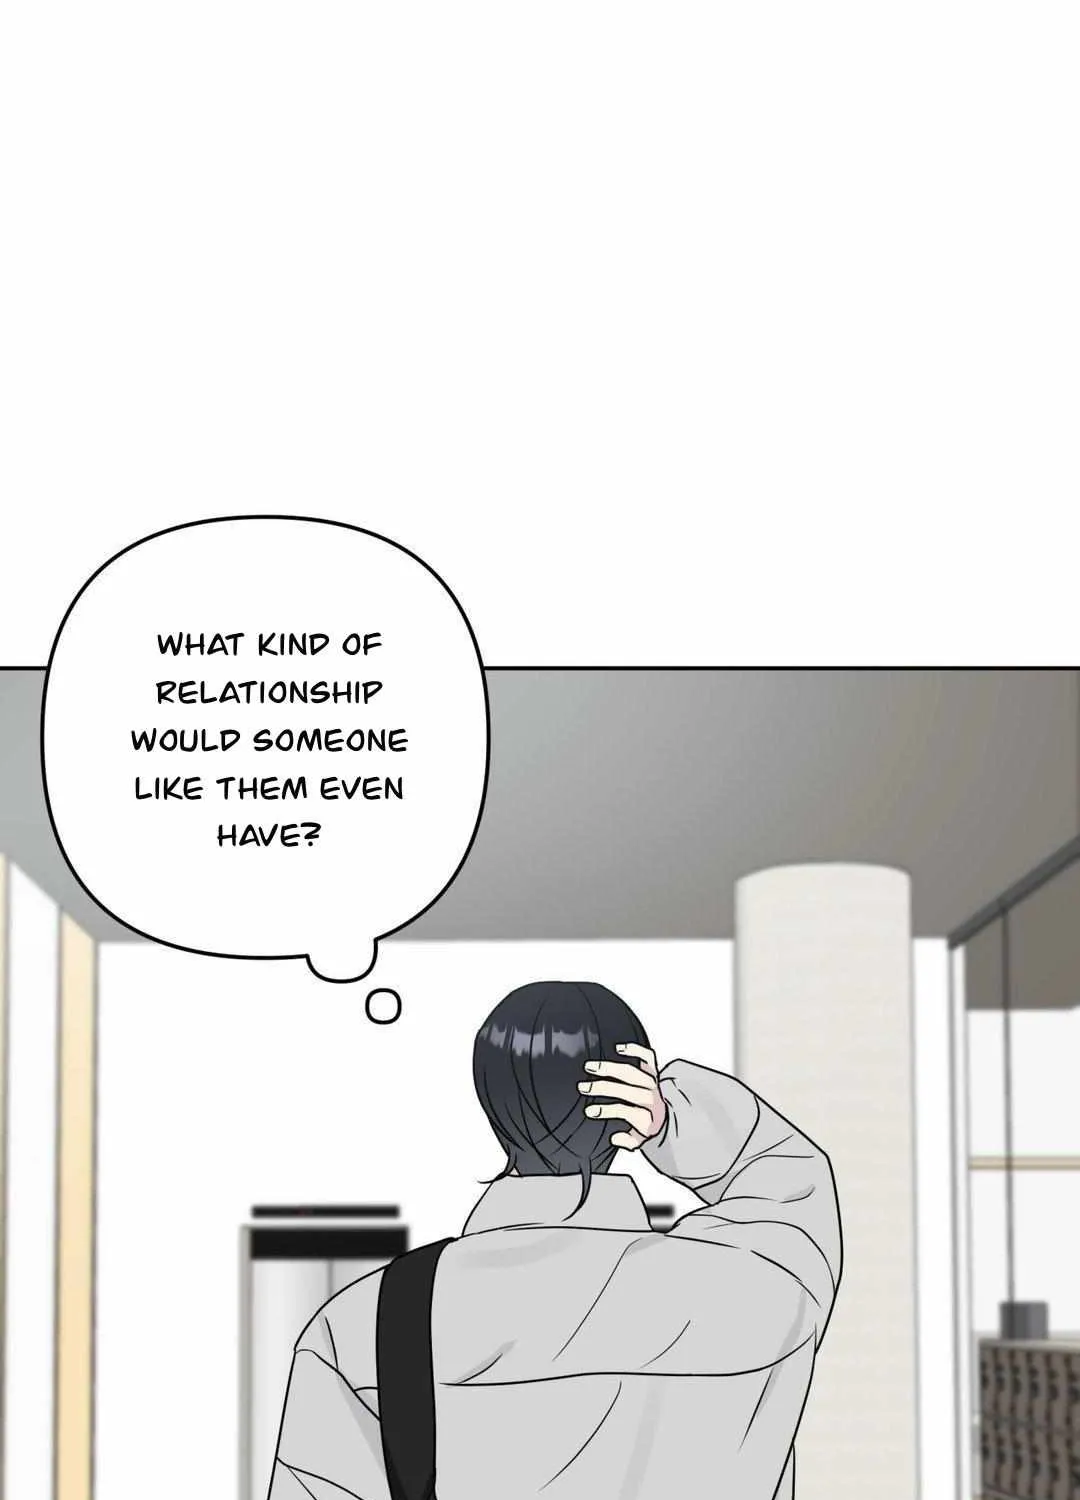 WHAT KIND OF
RELATIONSHIP
WOULD SOMEONE
LIKE THEM EVEN
HAVE?